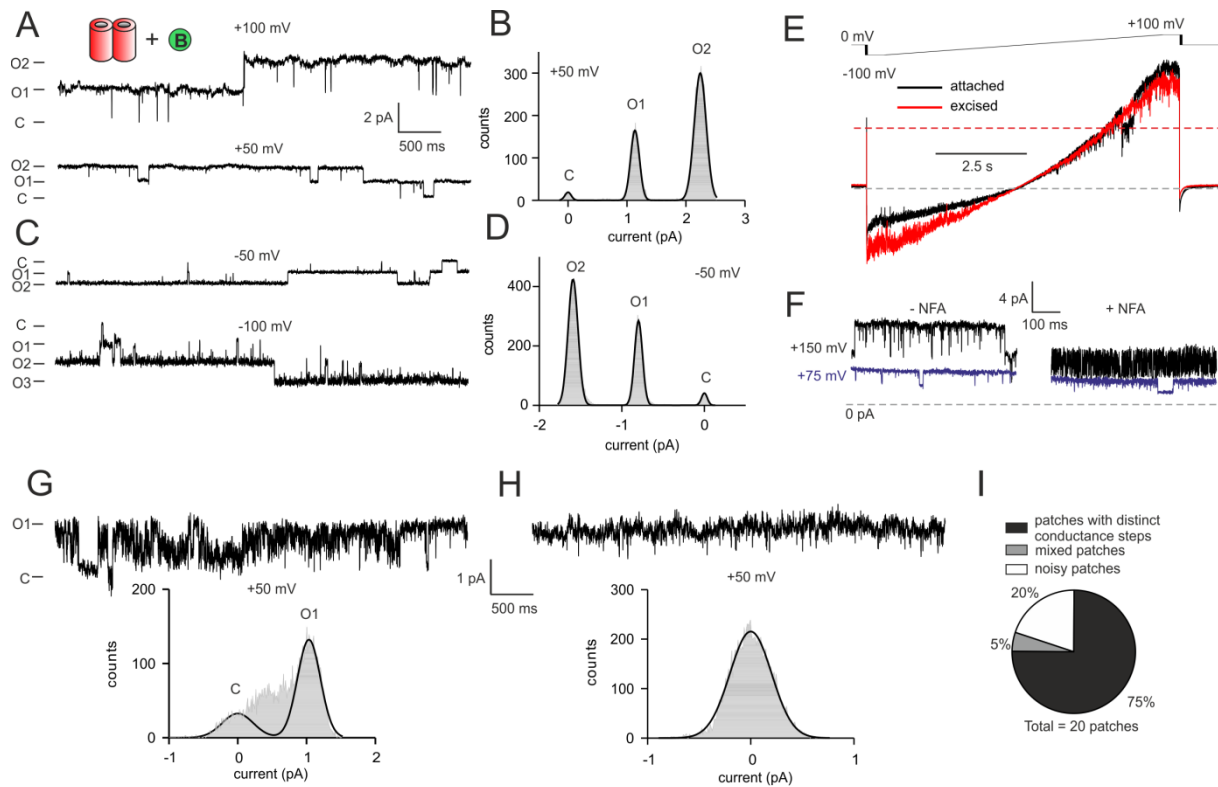 A
+ B
+100 mV
O2
O1
C
2 pA
500 ms
+50 mV
O2
O1
C
B
+50 mV
O2
O1
C
counts
300
200
100
0
0 1 2 3
current (pA)
C
-50 mV
C
O1
O2
-100 mV
C
O1
O2
O3
D
O2
-50 mV
O1
C
counts
400
200
0
-2 -1 0
current (pA)
E
0 mV
+100 mV
-100 mV
attached
excised
2.5 s
F
- NFA
4 pA
100 ms
+ NFA
+150 mV
+75 mV
0 pA
G
O1
C
+50 mV
1 pA
500 ms
O1
C
counts
200
100
0
-1 0 1 2
current (pA)
H
+50 mV
counts
300
200
100
0
-1 0 1
current (pA)
I
patches with distinct
conductance steps
mixed patches
noisy patches
20%
5%
75%
Total = 20 patches